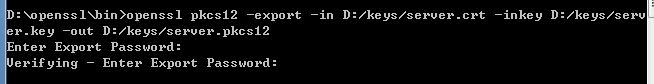 D:\openssl\bin>openssl pkcs12 -export -in D:/keys/server.crt -inkey D:/keys/serv
er.key -out D:/keys/server.pkcs12
Enter Export Password:
Verifying - Enter Export Password: